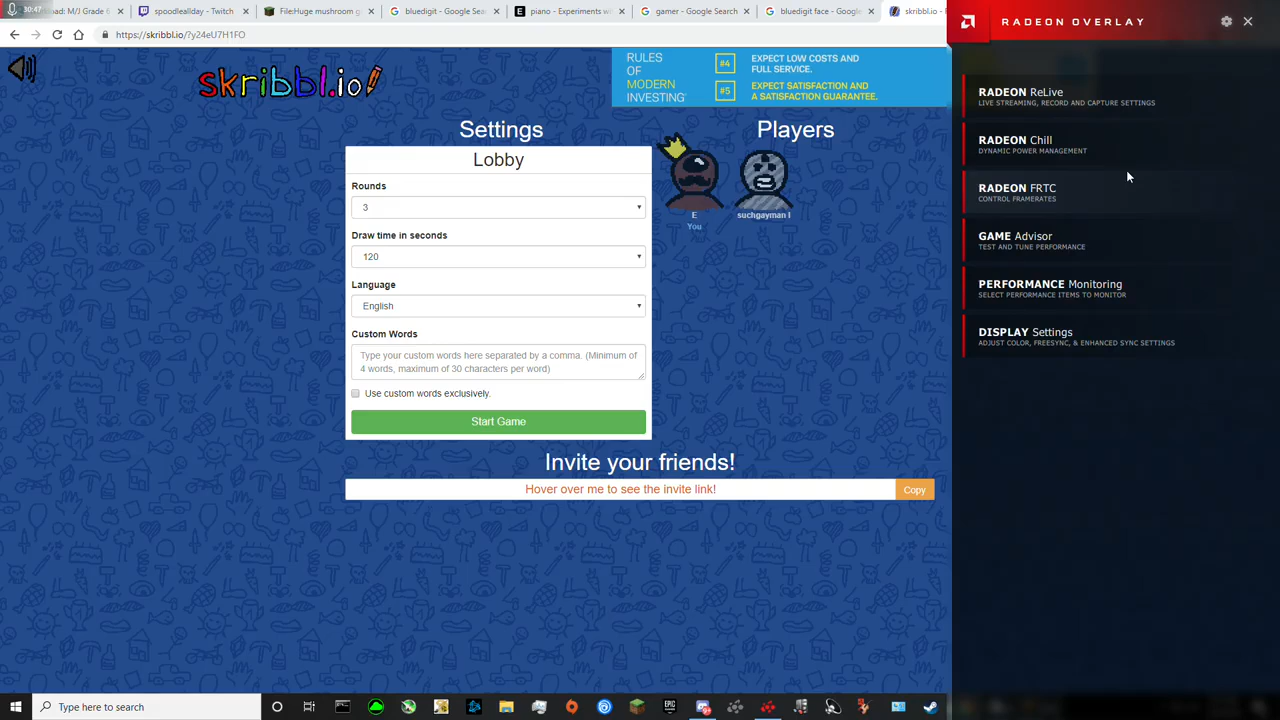 30:47
ad: M/J Grade 6
spoodleallday - Twitch
File:Huge mushroom g
bluedigit - Google Sea
piano - Experiments wi
gamer - Google Search
bluedigit face - Google
skribbl.io -
https://skribbl.io/?y24eU7H1FO
skribbl.io
RULES OF MODERN INVESTING
#4
EXPECT LOW COSTS AND FULL SERVICE.
#5
EXPECT SATISFACTION AND A SATISFACTION GUARANTEE.
Settings
Lobby
Rounds
3
Draw time in seconds
120
Language
English
Custom Words
Type your custom words here separated by a comma. (Minimum of
4 words, maximum of 30 characters per word)
Use custom words exclusively.
Start Game
Players
E
You
suchgayman l
Invite your friends!
Hover over me to see the invite link!
Copy
RADEON OVERLAY
RADEON ReLive
LIVE STREAMING, RECORD AND CAPTURE SETTINGS
RADEON Chill
DYNAMIC POWER MANAGEMENT
RADEON FRTC
CONTROL FRAMERATES
GAME Advisor
TEST AND TUNE PERFORMANCE
PERFORMANCE Monitoring
SELECT PERFORMANCE ITEMS TO MONITOR
DISPLAY Settings
ADJUST COLOR, FREESYNC, & ENHANCED SYNC SETTINGS
Type here to search
EPIC